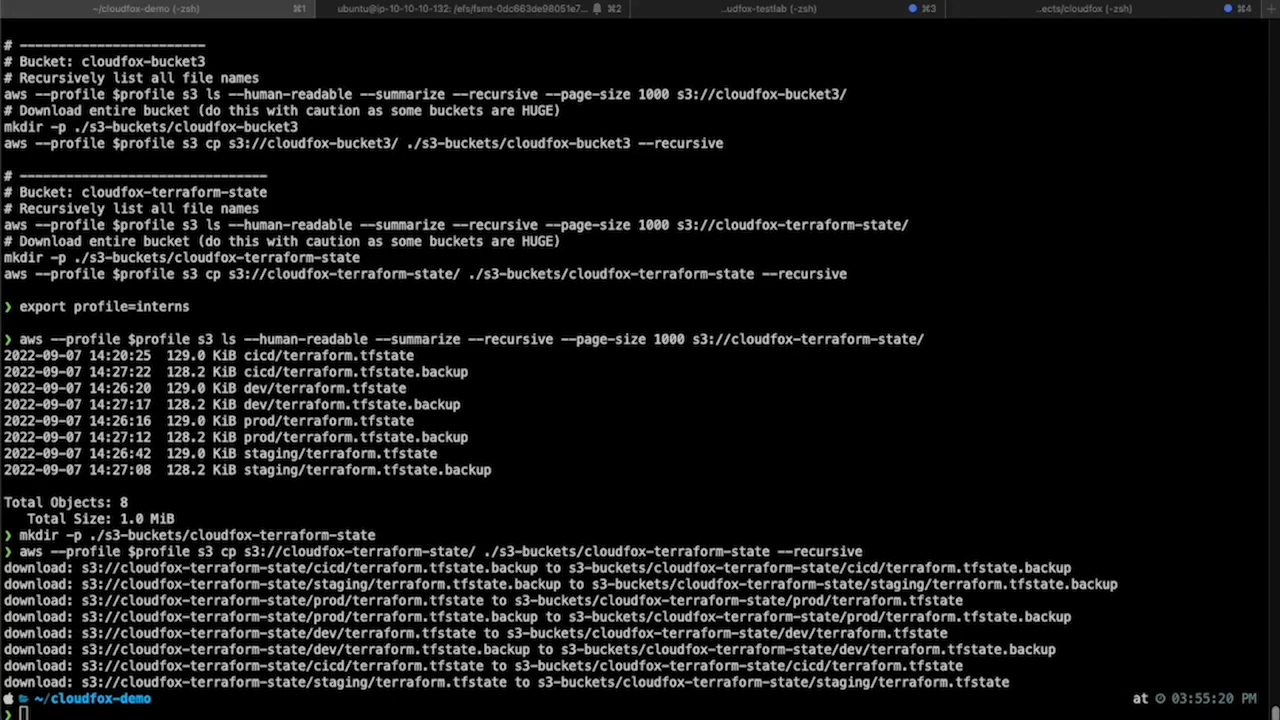 ~/cloudfox-demo (-zsh) ⌘1 ubuntu@ip-10-10-10-132: /efs/fsmt-0dc663de98051e7... ⌘2 ...udfox-testlab (-zsh) ⌘3 ...ects/cloudfox (-zsh) ⌘4
# ------------------------
# Bucket: cloudfox-bucket3
# Recursively list all file names
aws --profile $profile s3 ls --human-readable --summarize --recursive --page-size 1000 s3://cloudfox-bucket3/
# Download entire bucket (do this with caution as some buckets are HUGE)
mkdir -p ./s3-buckets/cloudfox-bucket3
aws --profile $profile s3 cp s3://cloudfox-bucket3/ ./s3-buckets/cloudfox-bucket3 --recursive
# --------------------------------
# Bucket: cloudfox-terraform-state
# Recursively list all file names
aws --profile $profile s3 ls --human-readable --summarize --recursive --page-size 1000 s3://cloudfox-terraform-state/
# Download entire bucket (do this with caution as some buckets are HUGE)
mkdir -p ./s3-buckets/cloudfox-terraform-state
aws --profile $profile s3 cp s3://cloudfox-terraform-state/ ./s3-buckets/cloudfox-terraform-state --recursive
❯ export profile=interns
❯ aws --profile $profile s3 ls --human-readable --summarize --recursive --page-size 1000 s3://cloudfox-terraform-state/
2022-09-07 14:20:25  129.0 KiB cicd/terraform.tfstate
2022-09-07 14:27:22  128.2 KiB cicd/terraform.tfstate.backup
2022-09-07 14:26:20  129.0 KiB dev/terraform.tfstate
2022-09-07 14:27:17  128.2 KiB dev/terraform.tfstate.backup
2022-09-07 14:26:16  129.0 KiB prod/terraform.tfstate
2022-09-07 14:27:12  128.2 KiB prod/terraform.tfstate.backup
2022-09-07 14:26:42  129.0 KiB staging/terraform.tfstate
2022-09-07 14:27:08  128.2 KiB staging/terraform.tfstate.backup
Total Objects: 8
Total Size: 1.0 MiB
❯ mkdir -p ./s3-buckets/cloudfox-terraform-state
❯ aws --profile $profile s3 cp s3://cloudfox-terraform-state/ ./s3-buckets/cloudfox-terraform-state --recursive
download: s3://cloudfox-terraform-state/cicd/terraform.tfstate.backup to s3-buckets/cloudfox-terraform-state/cicd/terraform.tfstate.backup
download: s3://cloudfox-terraform-state/staging/terraform.tfstate.backup to s3-buckets/cloudfox-terraform-state/staging/terraform.tfstate.backup
download: s3://cloudfox-terraform-state/prod/terraform.tfstate to s3-buckets/cloudfox-terraform-state/prod/terraform.tfstate
download: s3://cloudfox-terraform-state/prod/terraform.tfstate.backup to s3-buckets/cloudfox-terraform-state/prod/terraform.tfstate.backup
download: s3://cloudfox-terraform-state/dev/terraform.tfstate to s3-buckets/cloudfox-terraform-state/dev/terraform.tfstate
download: s3://cloudfox-terraform-state/dev/terraform.tfstate.backup to s3-buckets/cloudfox-terraform-state/dev/terraform.tfstate.backup
download: s3://cloudfox-terraform-state/cicd/terraform.tfstate to s3-buckets/cloudfox-terraform-state/cicd/terraform.tfstate
download: s3://cloudfox-terraform-state/staging/terraform.tfstate to s3-buckets/cloudfox-terraform-state/staging/terraform.tfstate
~/cloudfox-demo at 03:55:20 PM
❯